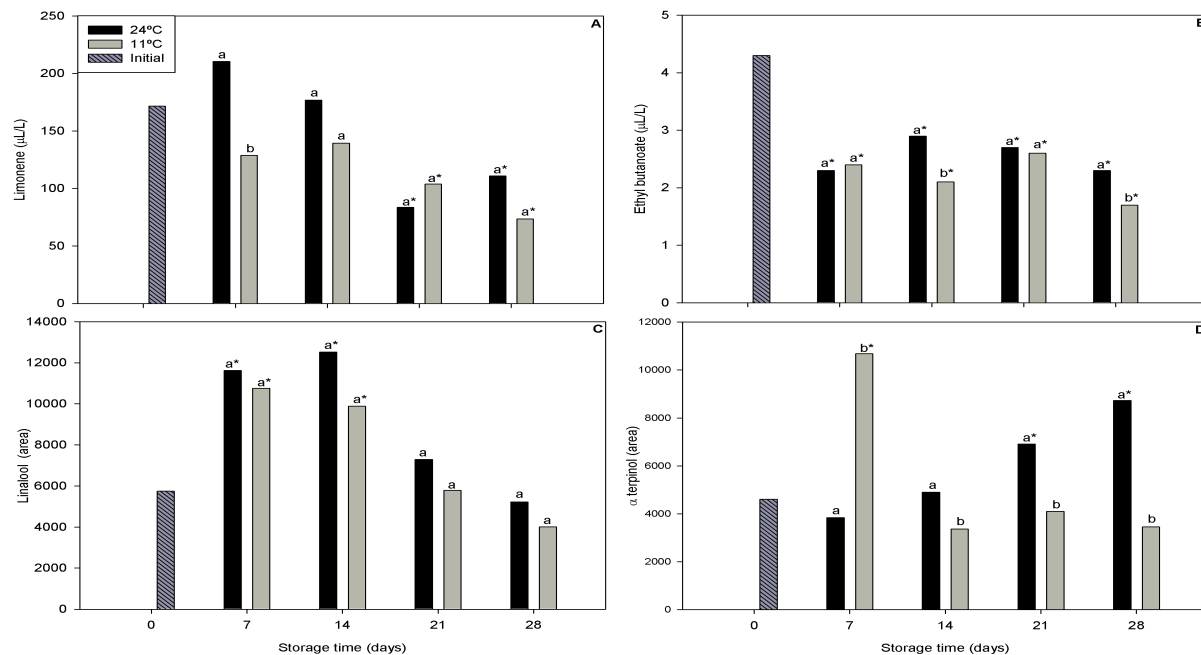 250
200
150
100
50
0
Limonene (µL/L)
24ºC
11ºC
Initial
A
a
b
a
a
a*
a*
a*
a*
5
4
3
2
1
0
Ethyl butanoate (µL/L)
a*
a*
a*
b*
a*
a*
a*
b*
14000
12000
10000
8000
6000
4000
2000
0
Linalool (area)
C
a*
a*
a*
a*
a
a
a
a
0 7 14 21 28
Storage time (days)
12000
10000
8000
6000
4000
2000
0
α terpinol (area)
D
a
b*
a
b
a*
b
a*
b
0 7 14 21 28
Storage time (days)